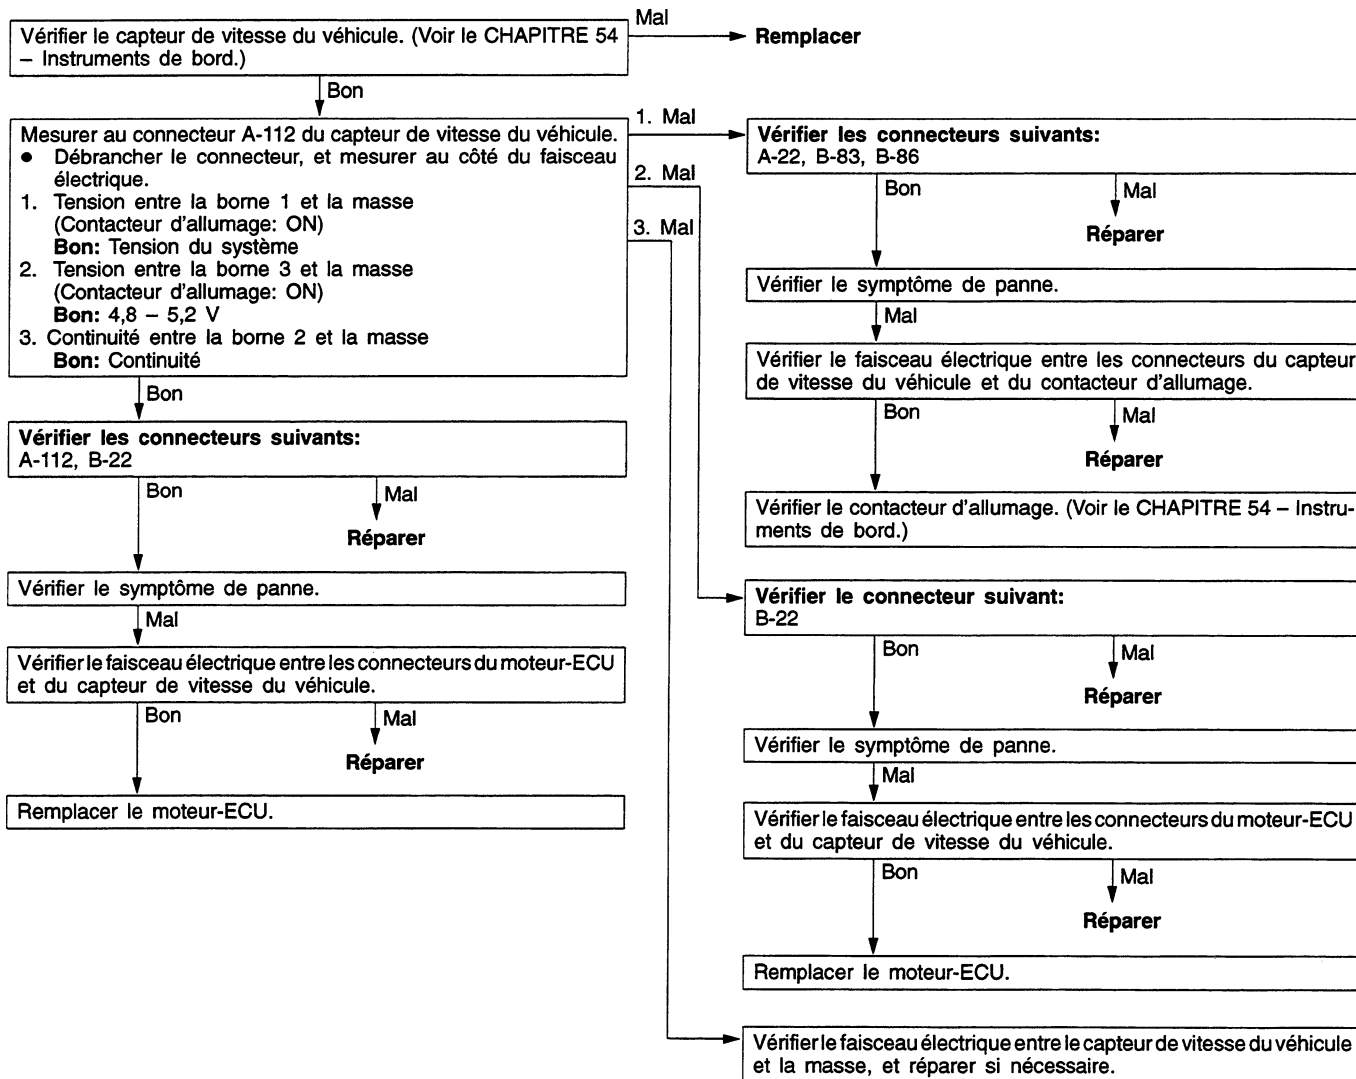 Vérifier le capteur de vitesse du véhicule. (Voir le CHAPITRE 54
– Instruments de bord.)
Mal
Remplacer
Bon
Mesurer au connecteur A-112 du capteur de vitesse du véhicule.
● Débrancher le connecteur, et mesurer au côté du faisceau
électrique.
1. Tension entre la borne 1 et la masse
(Contacteur d'allumage: ON)
Bon: Tension du système
2. Tension entre la borne 3 et la masse
(Contacteur d'allumage: ON)
Bon: 4,8 – 5,2 V
3. Continuité entre la borne 2 et la masse
Bon: Continuité
1. Mal
2. Mal
3. Mal
Bon
Vérifier les connecteurs suivants:
A-112, B-22
Bon
Mal
Réparer
Vérifier le symptôme de panne.
Mal
Vérifier le faisceau électrique entre les connecteurs du moteur-ECU
et du capteur de vitesse du véhicule.
Bon
Mal
Réparer
Remplacer le moteur-ECU.
Vérifier les connecteurs suivants:
A-22, B-83, B-86
Bon
Mal
Réparer
Vérifier le symptôme de panne.
Mal
Vérifier le faisceau électrique entre les connecteurs du capteur
de vitesse du véhicule et du contacteur d'allumage.
Bon
Mal
Réparer
Vérifier le contacteur d'allumage. (Voir le CHAPITRE 54 – Instru-
ments de bord.)
Vérifier le connecteur suivant:
B-22
Bon
Mal
Réparer
Vérifier le symptôme de panne.
Mal
Vérifier le faisceau électrique entre les connecteurs du moteur-ECU
et du capteur de vitesse du véhicule.
Bon
Mal
Réparer
Remplacer le moteur-ECU.
Vérifier le faisceau électrique entre le capteur de vitesse du véhicule
et la masse, et réparer si nécessaire.